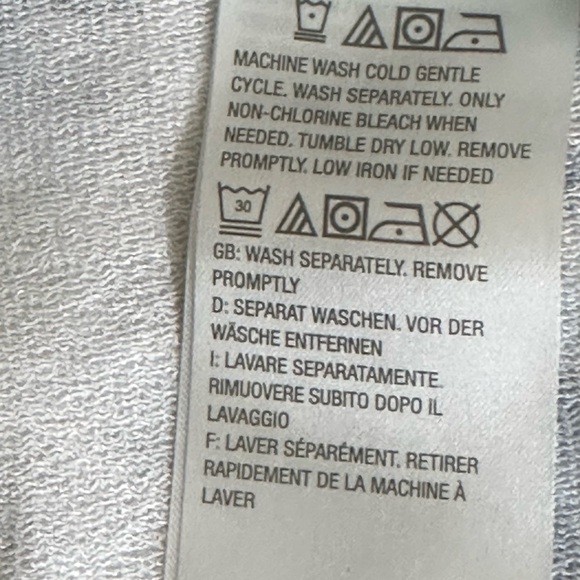 MACHINE WASH COLD GENTLE
CYCLE. WASH SEPARATELY. ONLY
NON-CHLORINE BLEACH WHEN
NEEDED. TUMBLE DRY LOW. REMOVE
PROMPTLY. LOW IRON IF NEEDED
30
GB: WASH SEPARATELY. REMOVE
PROMPTLY
D: SEPARAT WASCHEN. VOR DER
WÄSCHE ENTFERNEN
I: LAVARE SEPARATAMENTE.
RIMUOVERE SUBITO DOPO IL
LAVAGGIO
F: LAVER SÉPARÉMENT. RETIRER
RAPIDEMENT DE LA MACHINE À
LAVER